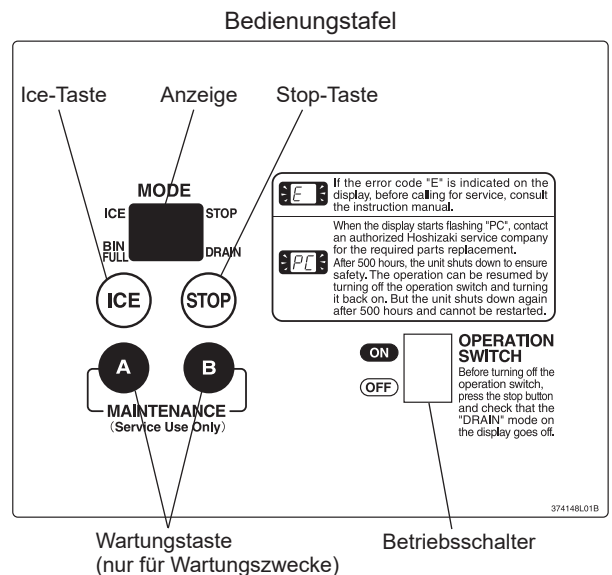 Bedienungstafel
Ice-Taste
Anzeige
Stop-Taste
MODE
ICE
STOP
BIN
FULL
DRAIN
ICE
STOP
A
B
MAINTENANCE
(Service Use Only)
E
If the error code "E" is indicated on the
display, before calling for service, consult
the instruction manual.
PC
When the display starts flashing "PC", contact
an authorized Hoshizaki service company
for the required parts replacement.
After 500 hours, the unit shuts down to ensure
safety. The operation can be resumed by
turning off the operation switch and turning
it back on. But the unit shuts down again
after 500 hours and cannot be restarted.
ON
OFF
OPERATION
SWITCH
Before turning off the
operation switch,
press the stop button
and check that the
"DRAIN" mode on
the display goes off.
374148L01B
Wartungstaste
(nur für Wartungszwecke)
Betriebsschalter